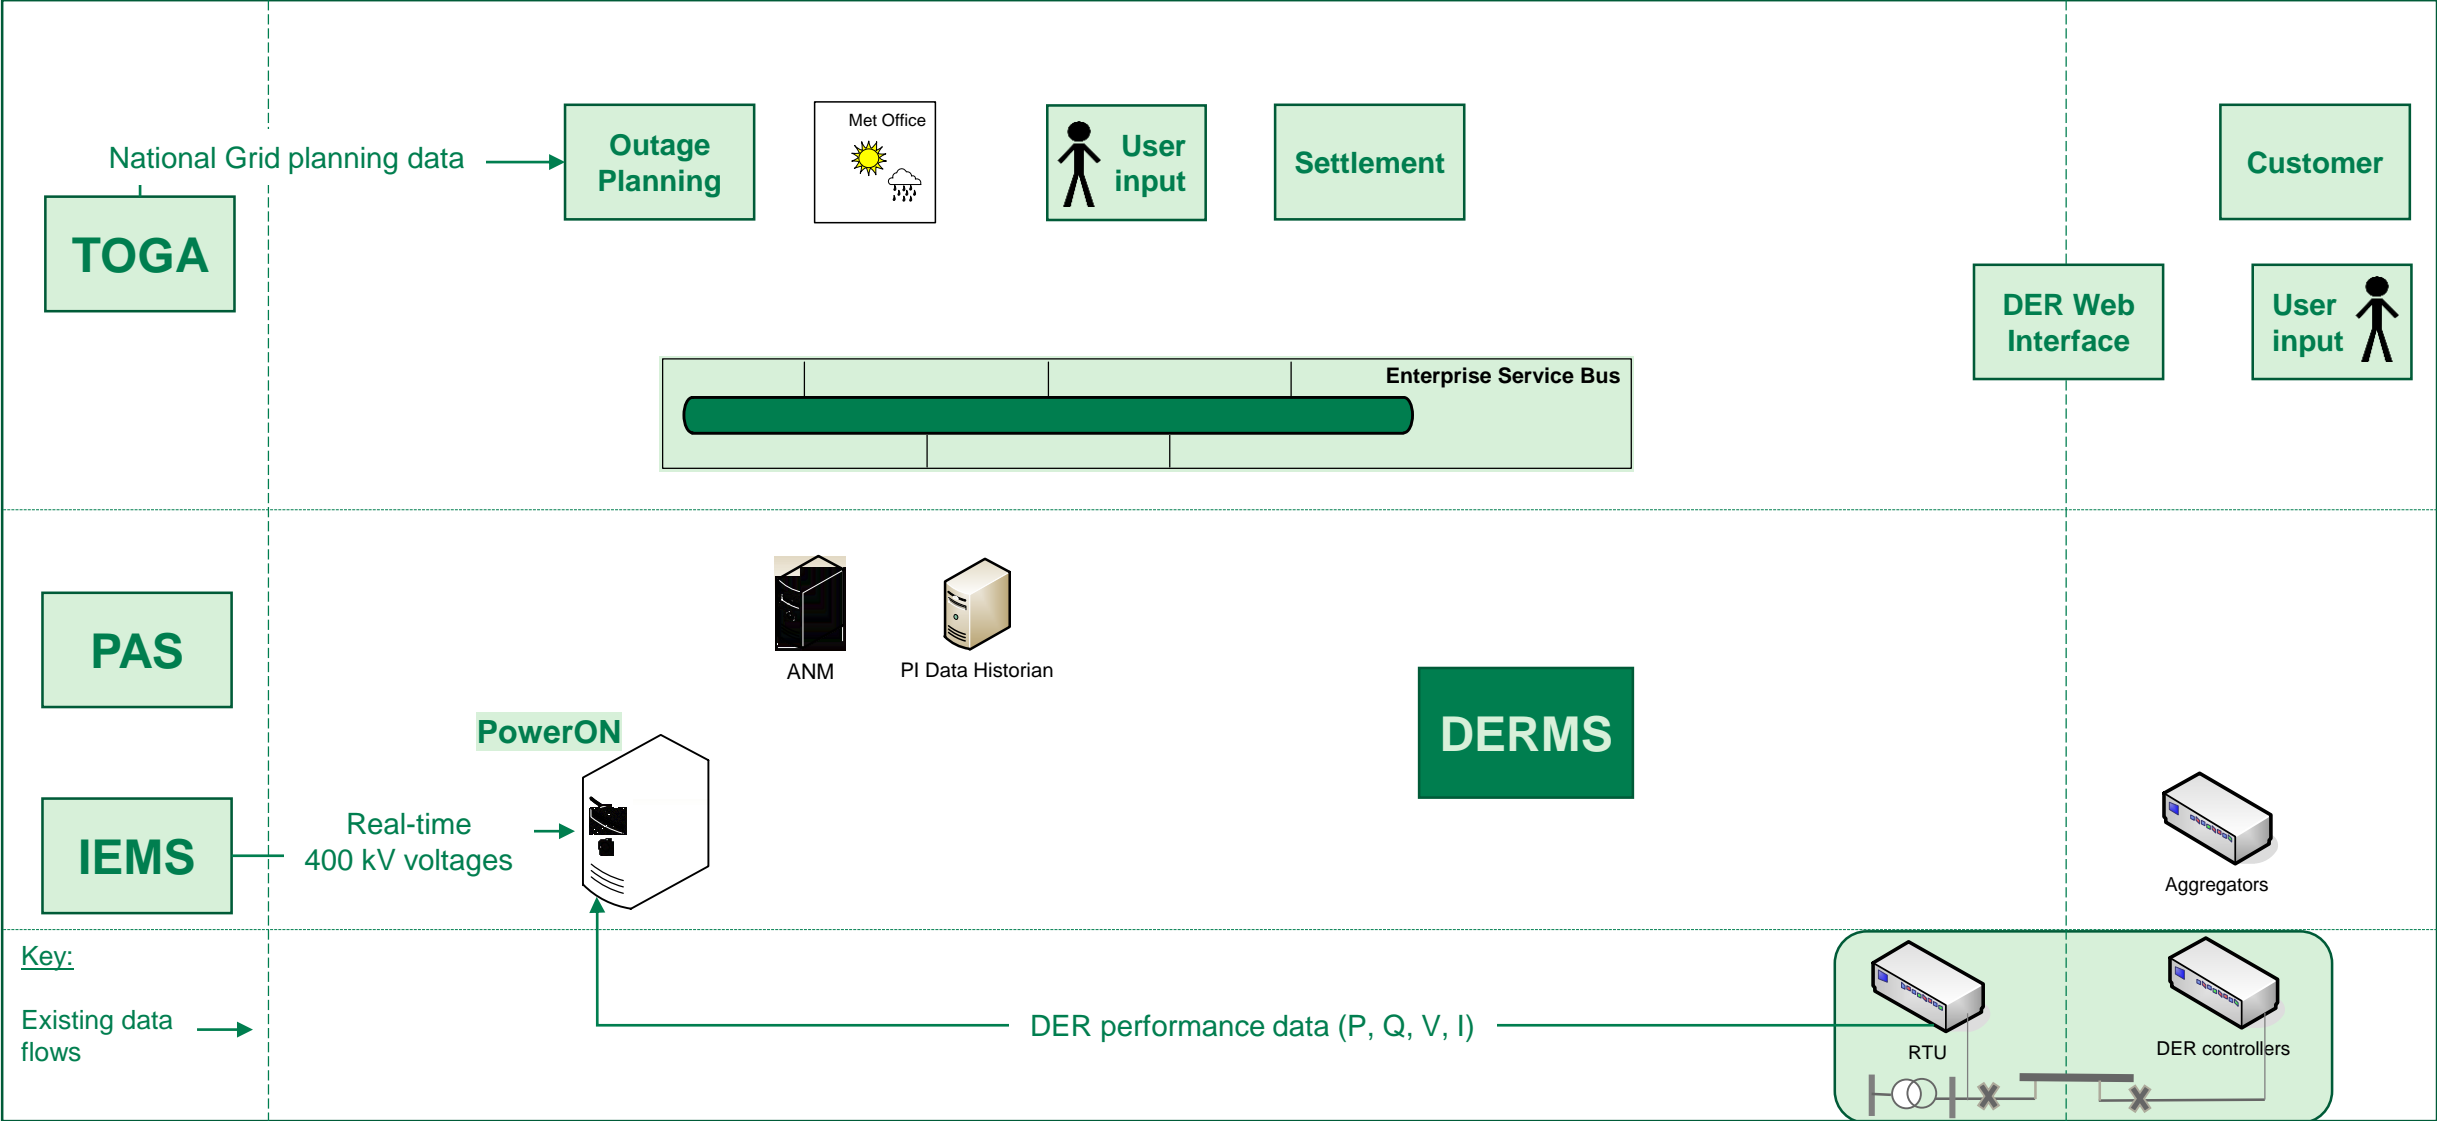 National Grid planning data
Outage
Planning
Met Office
User
input
Settlement
Customer
TOGA
DER Web
Interface
User
input
Enterprise Service Bus
PAS
ANM
PI Data Historian
PowerON
DERMS
IEMS
Real-time
400 kV voltages
Aggregators
Key:
Existing data
flows
DER performance data (P, Q, V, I)
RTU
DER controllers